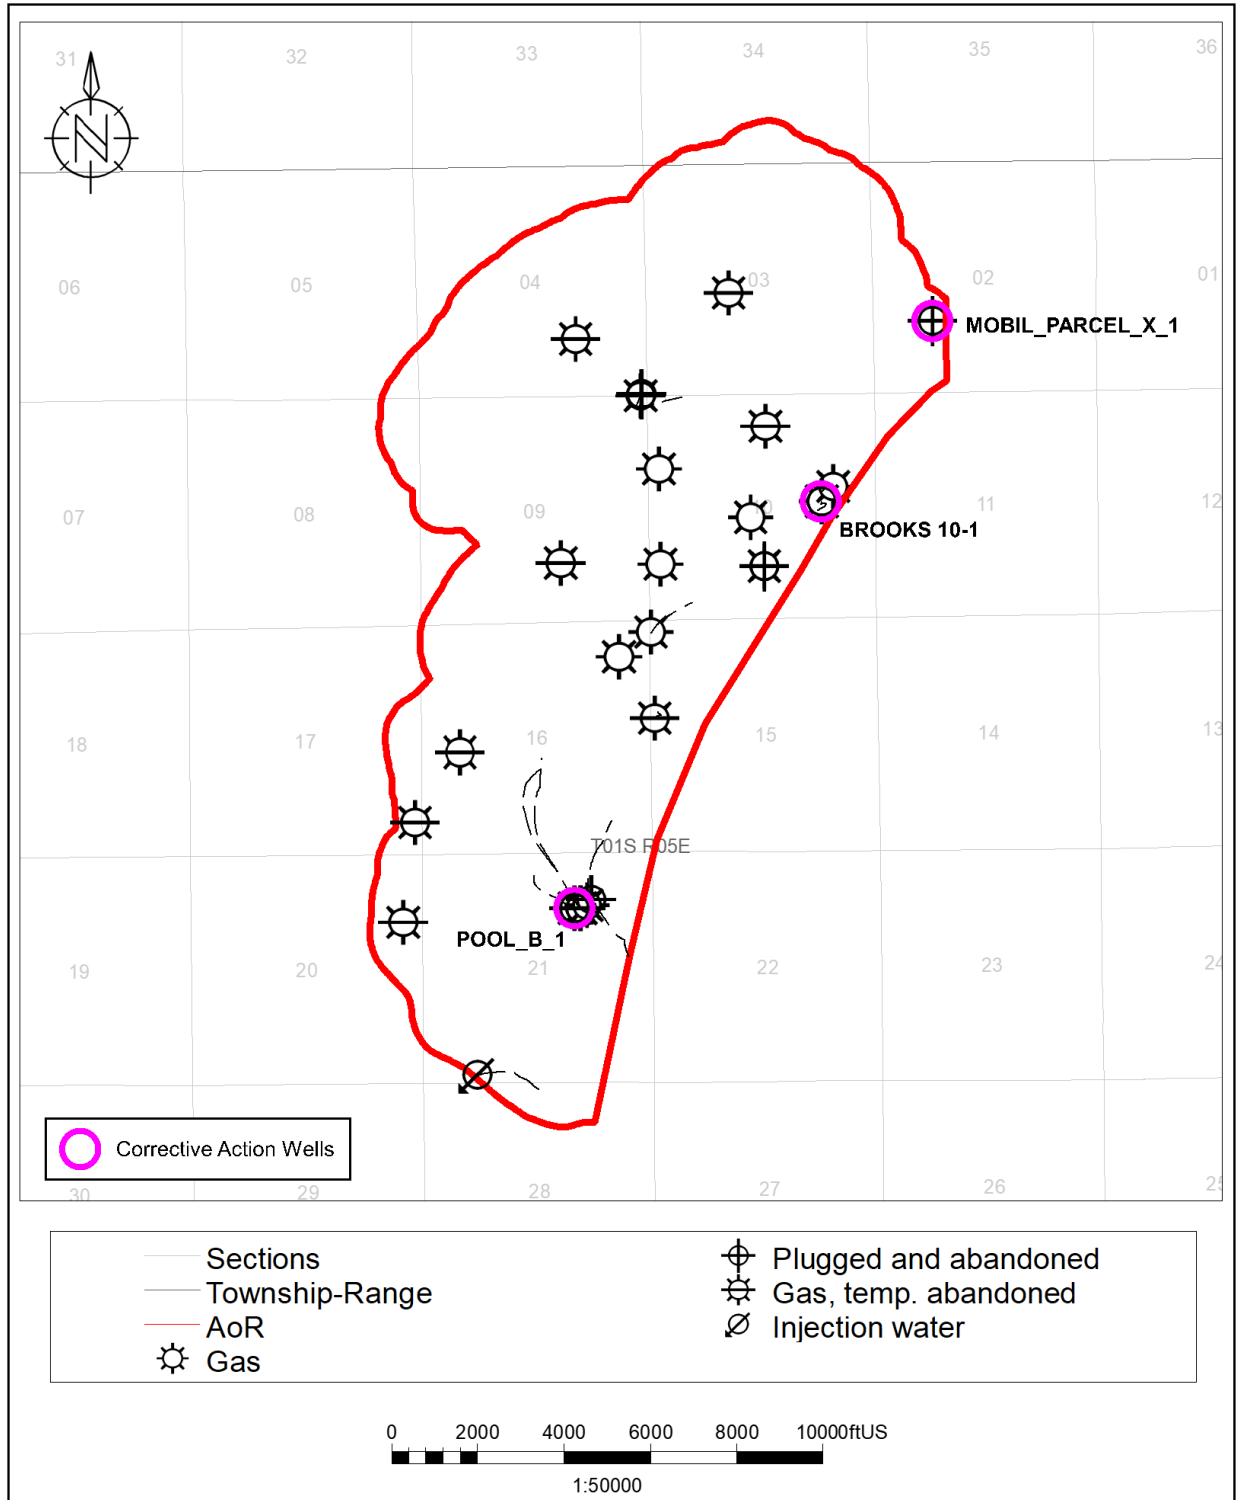 31 32 33 34 35 36
N
06 05 04 03 02 01
MOBIL_PARCEL_X_1
07 08 09 10 11 12
BROOKS 10-1
18 17 16 15 14 13
T01S R05E
POOL_B_1
19 20 21 22 23 24
Corrective Action Wells
30 29 28 27 26 25
Sections
Township-Range
AoR
Gas
Plugged and abandoned
Gas, temp. abandoned
Injection water
0 2000 4000 6000 8000 10000ftUS
1:50000